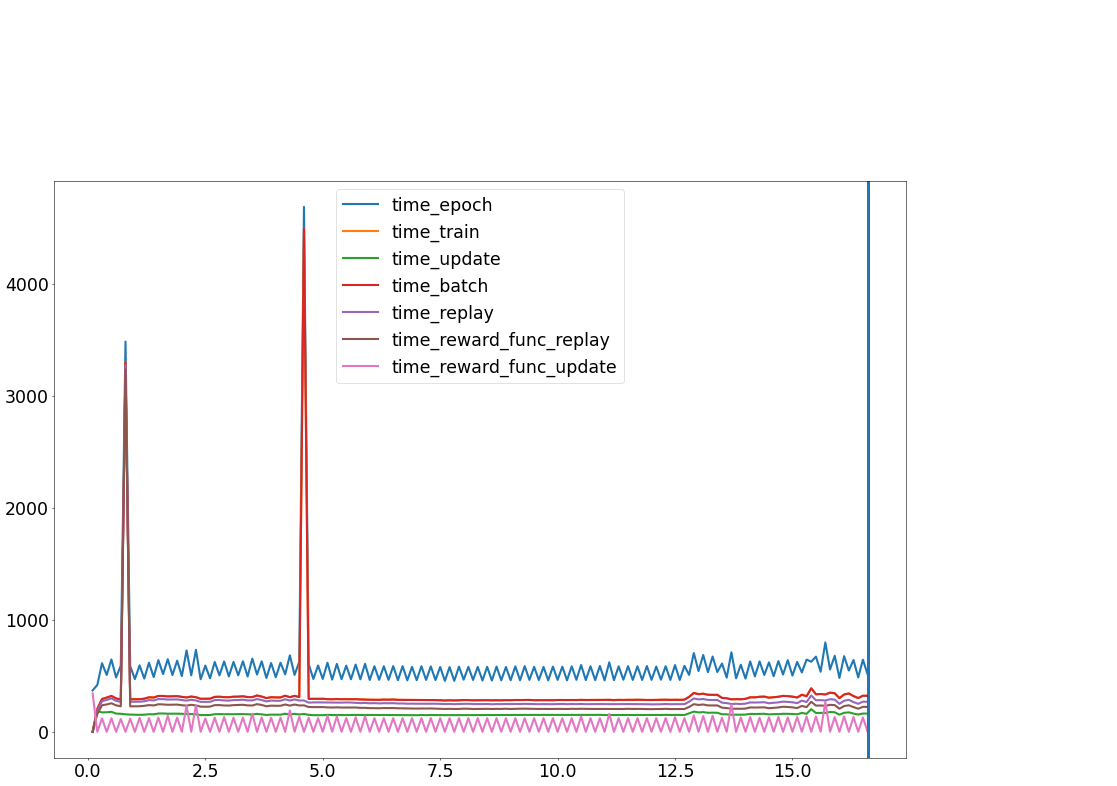 time_epoch
time_train
time_update
time_batch
time_replay
time_reward_func_replay
time_reward_func_update
4000
3000
2000
1000
0
0.0 2.5 5.0 7.5 10.0 12.5 15.0